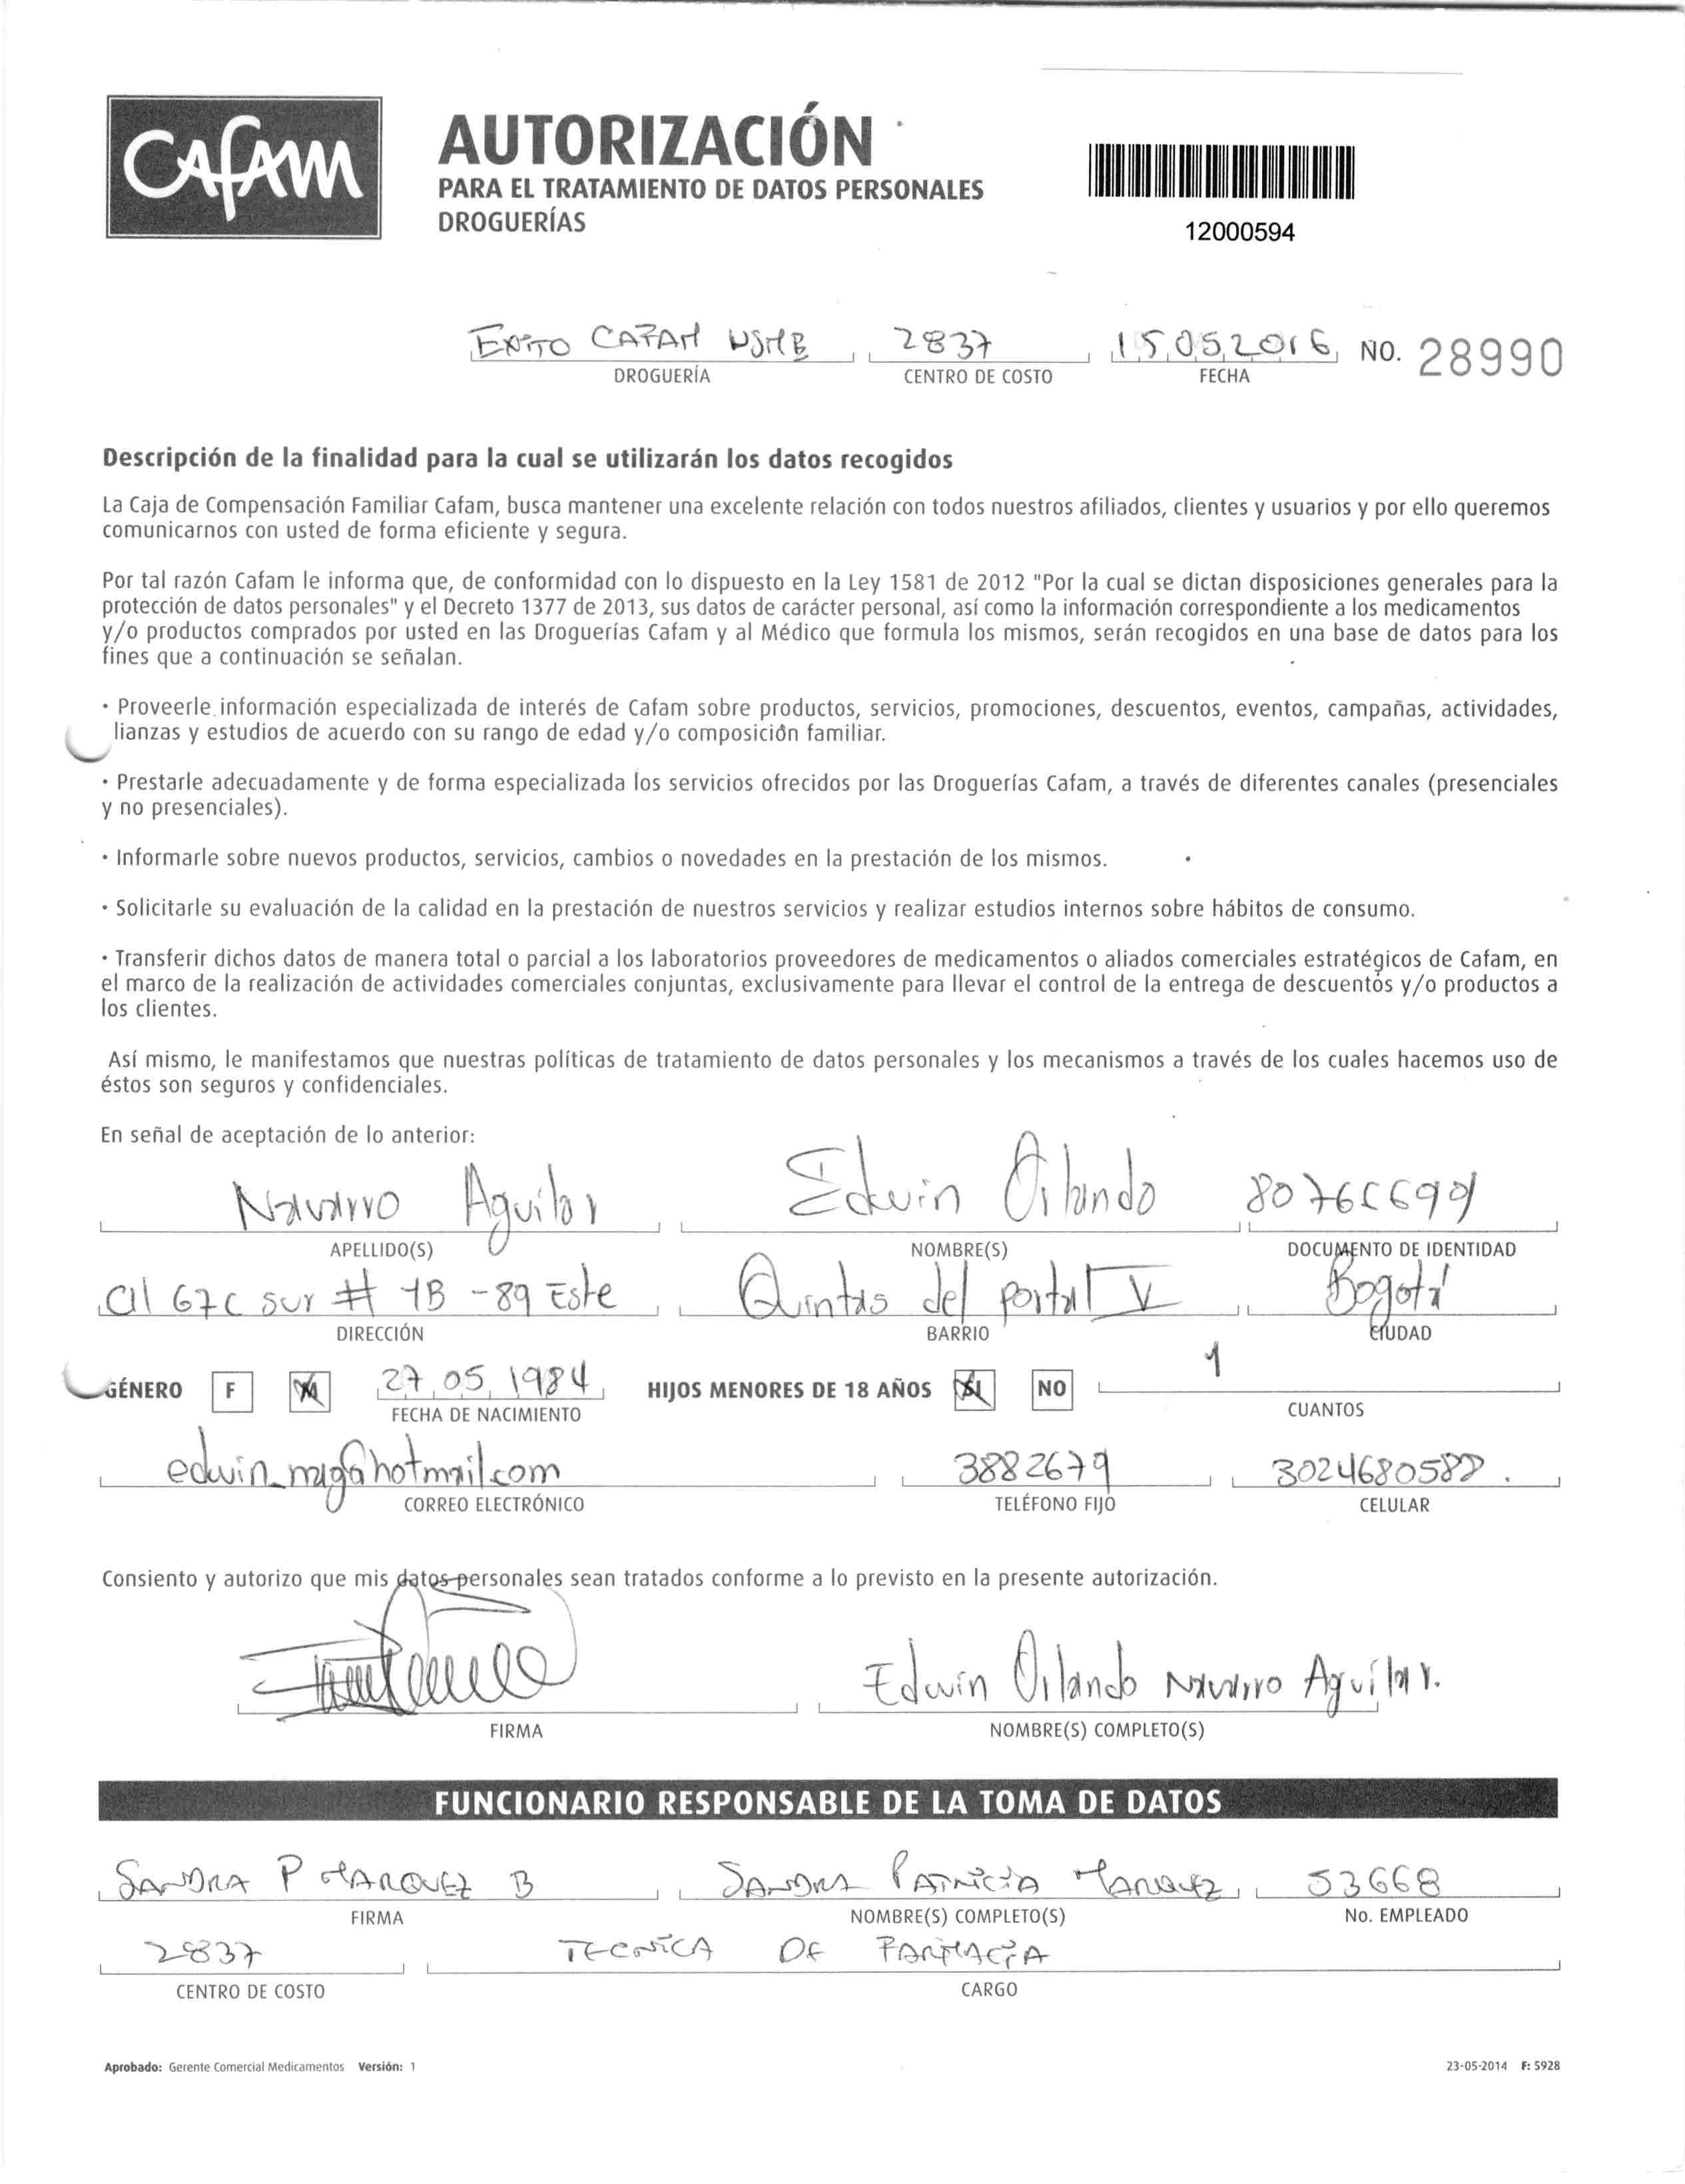 CAFAM
AUTORIZACIÓN
PARA EL TRATAMIENTO DE DATOS PERSONALES
DROGUERÍAS
12000594
EXITO CAFAM USME 2837 15.05.2016 NO. 28990
DROGUERÍA CENTRO DE COSTO FECHA
Descripción de la finalidad para la cual se utilizarán los datos recogidos
La Caja de Compensación Familiar Cafam, busca mantener una excelente relación con todos nuestros afiliados, clientes y usuarios y por ello queremos
comunicarnos con usted de forma eficiente y segura.
Por tal razón Cafam le informa que, de conformidad con lo dispuesto en la Ley 1581 de 2012 "Por la cual se dictan disposiciones generales para la
protección de datos personales" y el Decreto 1377 de 2013, sus datos de carácter personal, así como la información correspondiente a los medicamentos
y/o productos comprados por usted en las Droguerías Cafam y al Médico que formula los mismos, serán recogidos en una base de datos para los
fines que a continuación se señalan.
· Proveerle información especializada de interés de Cafam sobre productos, servicios, promociones, descuentos, eventos, campañas, actividades,
lianzas y estudios de acuerdo con su rango de edad y/o composición familiar.
· Prestarle adecuadamente y de forma especializada los servicios ofrecidos por las Droguerías Cafam, a través de diferentes canales (presenciales
y no presenciales).
· Informarle sobre nuevos productos, servicios, cambios o novedades en la prestación de los mismos.
· Solicitarle su evaluación de la calidad en la prestación de nuestros servicios y realizar estudios internos sobre hábitos de consumo.
· Transferir dichos datos de manera total o parcial a los laboratorios proveedores de medicamentos o aliados comerciales estratégicos de Cafam, en
el marco de la realización de actividades comerciales conjuntas, exclusivamente para llevar el control de la entrega de descuentos y/o productos a
los clientes.
Así mismo, le manifestamos que nuestras políticas de tratamiento de datos personales y los mecanismos a través de los cuales hacemos uso de
éstos son seguros y confidenciales.
En señal de aceptación de lo anterior:
Navarro Aguilar Edwin Orlando
APELLIDO(S) NOMBRE(S) DOCUMENTO DE IDENTIDAD
Cll 67C sur # 1B - 89 Este Quintas del portal V Bogotá
DIRECCIÓN BARRIO CIUDAD
GÉNERO F M 27 05 1984 HIJOS MENORES DE 18 AÑOS SI NO 1
FECHA DE NACIMIENTO CUANTOS
3882679 3024680588.
CORREO ELECTRÓNICO TELÉFONO FIJO CELULAR
Consiento y autorizo que mis datos personales sean tratados conforme a lo previsto en la presente autorización.
Edwin Orlando Navarro Aguilar.
FIRMA NOMBRE(S) COMPLETO(S)
FUNCIONARIO RESPONSABLE DE LA TOMA DE DATOS
SANDRA P MARQUEZ B SANDRA PATRICIA MARQUEZ 53668
FIRMA NOMBRE(S) COMPLETO(S) No. EMPLEADO
2837 TECNICA DE FARMACIA
CENTRO DE COSTO CARGO
Aprobado: Gerente Comercial Medicamentos Versión: 1 23-05-2014 F: 5928